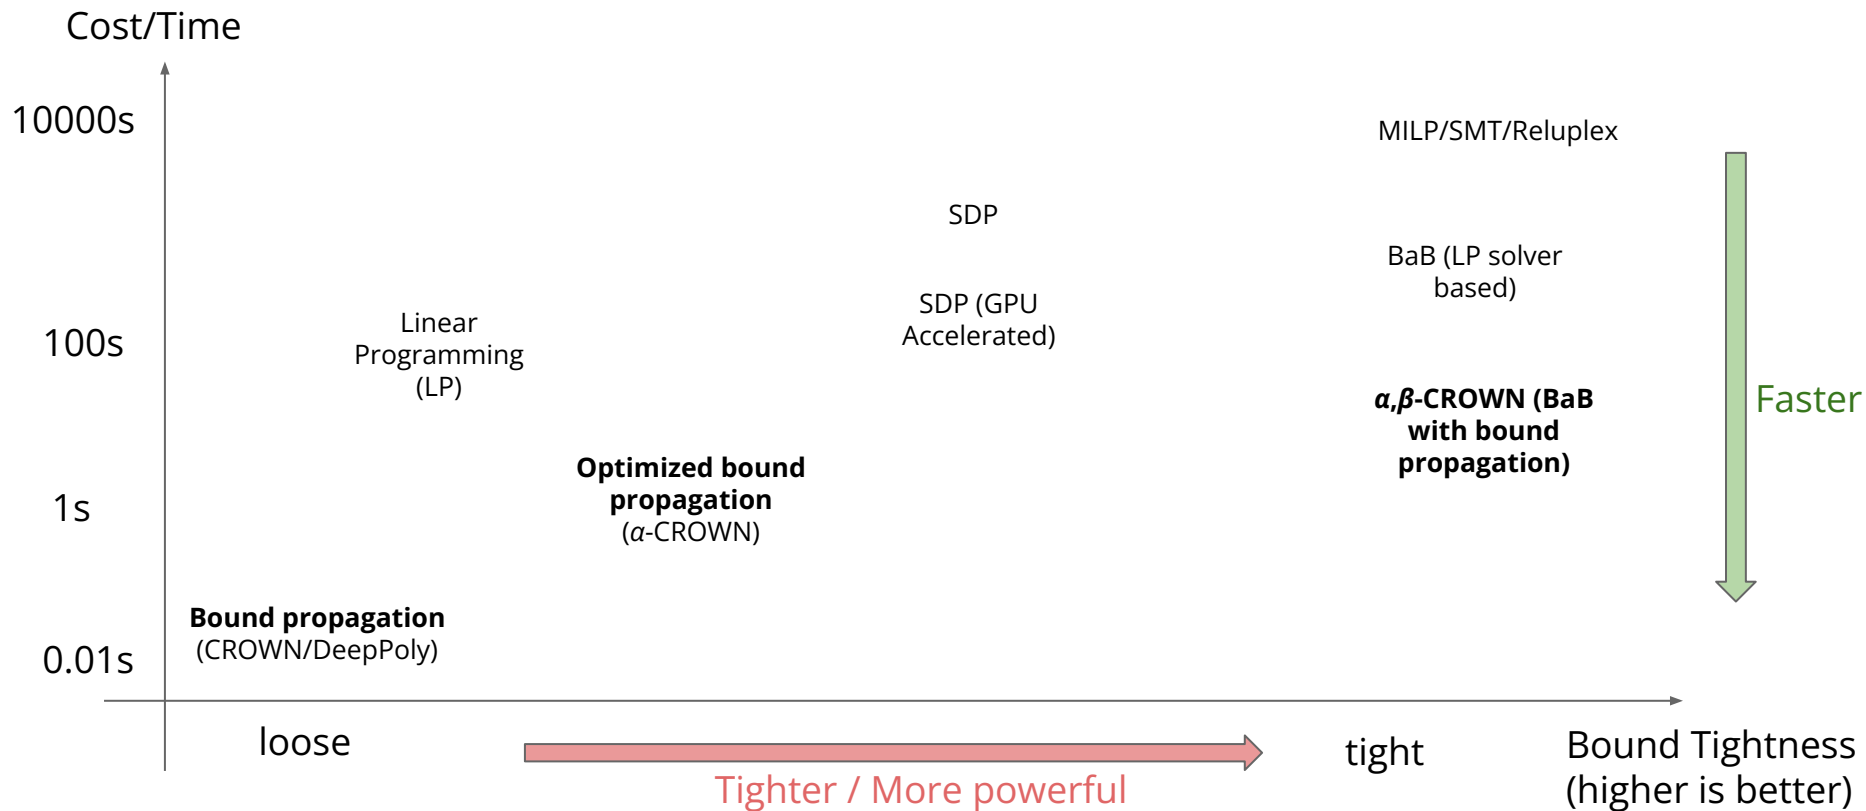 Cost/Time
10000s
MILP/SMT/Reluplex
SDP
BaB (LP solver
based)
SDP (GPU
Accelerated)
Linear
Programming
(LP)
100s
α,β-CROWN (BaB
with bound
propagation)
Faster
Optimized bound
propagation
(α-CROWN)
1s
Bound propagation
(CROWN/DeepPoly)
0.01s
loose
Tighter / More powerful
tight
Bound Tightness
(higher is better)